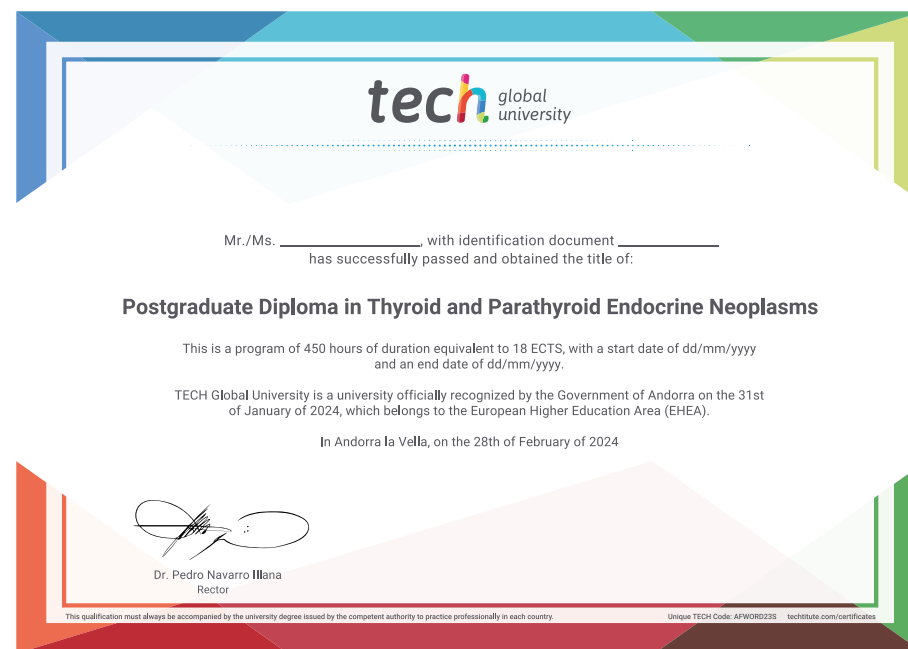 tech global university
Mr./Ms. ____________________, with identification document ______________
has successfully passed and obtained the title of:
Postgraduate Diploma in Thyroid and Parathyroid Endocrine Neoplasms
This is a program of 450 hours of duration equivalent to 18 ECTS, with a start date of dd/mm/yyyy
and an end date of dd/mm/yyyy.
TECH Global University is a university officially recognized by the Government of Andorra on the 31st
of January of 2024, which belongs to the European Higher Education Area (EHEA).
In Andorra la Vella, on the 28th of February of 2024
Dr. Pedro Navarro Illana
Rector
This qualification must always be accompanied by the university degree issued by the competent authority to practice professionally in each country. Unique TECH Code: AFWORD23S techtitute.com/certificates